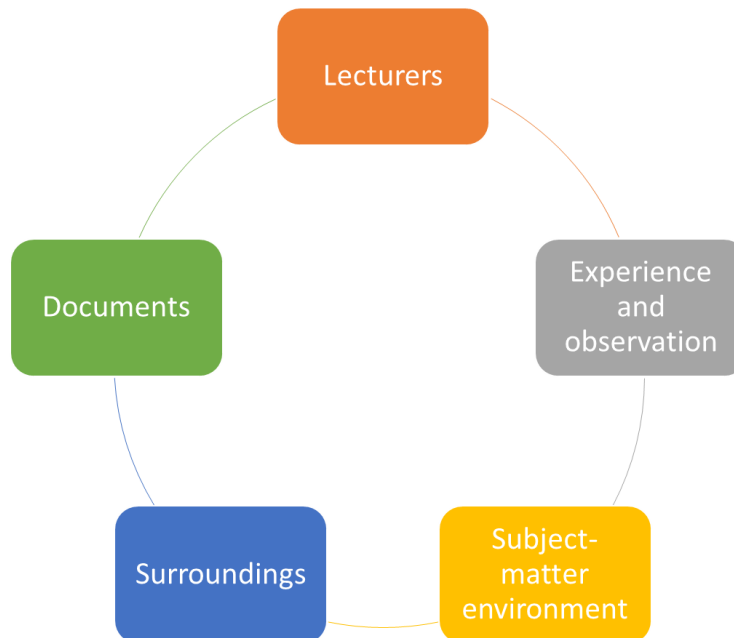 Lecturers
Experience
and
observation
Subject-
matter
environment
Surroundings
Documents